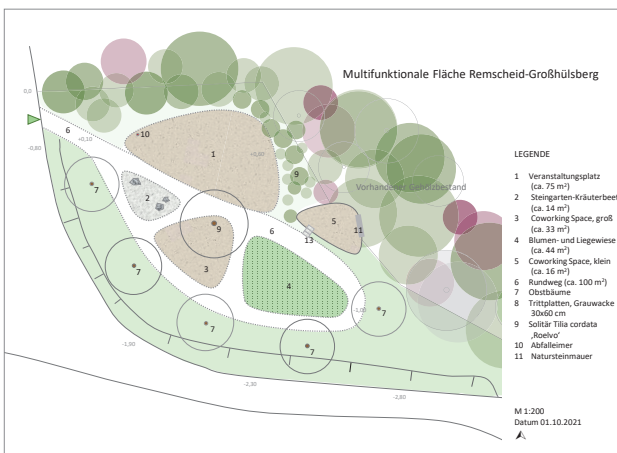 Multifunktionale Fläche Remscheid-Großhülsberg
0,0
6
-0,80
+0,10
10
1
9
Vorhandener Gehölzbestand
7
2
9
6
13
5
11
3
7
4
7
-1,00
7
7
-1,90
-2,30
-2,80
LEGENDE
1 Veranstaltungsplatz
(ca. 75 m²)
2 Steingarten-Kräuterbeet
(ca. 14 m²)
3 Coworking Space, groß
(ca. 33 m²)
4 Blumen- und Liegewiese
(ca. 44 m²)
5 Coworking Space, klein
(ca. 16 m²)
6 Rundweg (ca. 100 m²)
7 Obstbäume
8 Trittplatten, Grauwacke
30x60 cm
9 Solitär Tilia cordata
‚Roelvo'
10 Abfalleimer
11 Natursteinmauer
M 1:200
Datum 01.10.2021